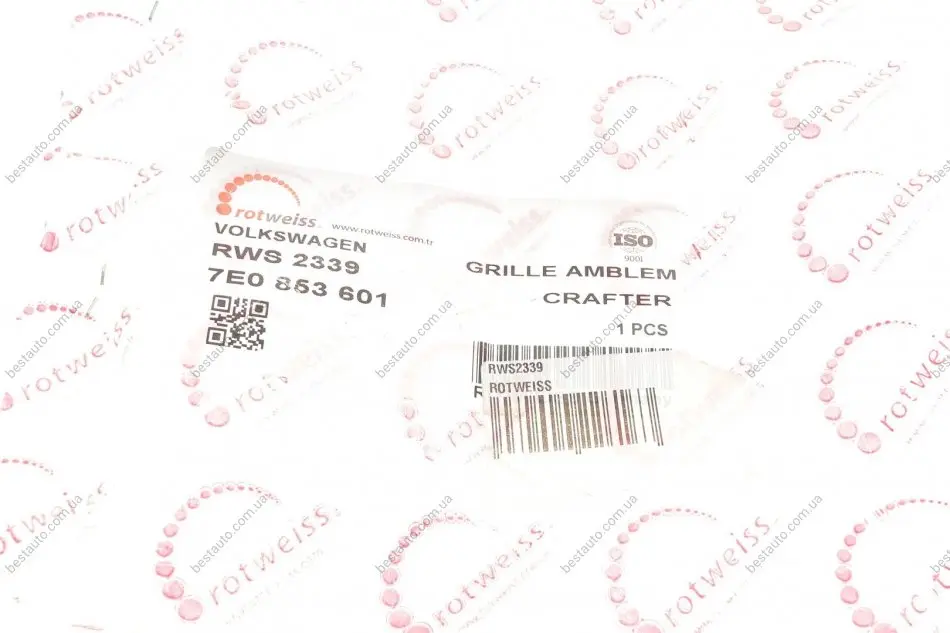 rotweiss
www.rotweiss.com.tr
VOLKSWAGEN
RWS 2339
7E0 853 601
ISO
9001
GRILLE AMBLEM
CRAFTER
1 PCS
RWS2339
ROTWEISS
bestauto.com.ua